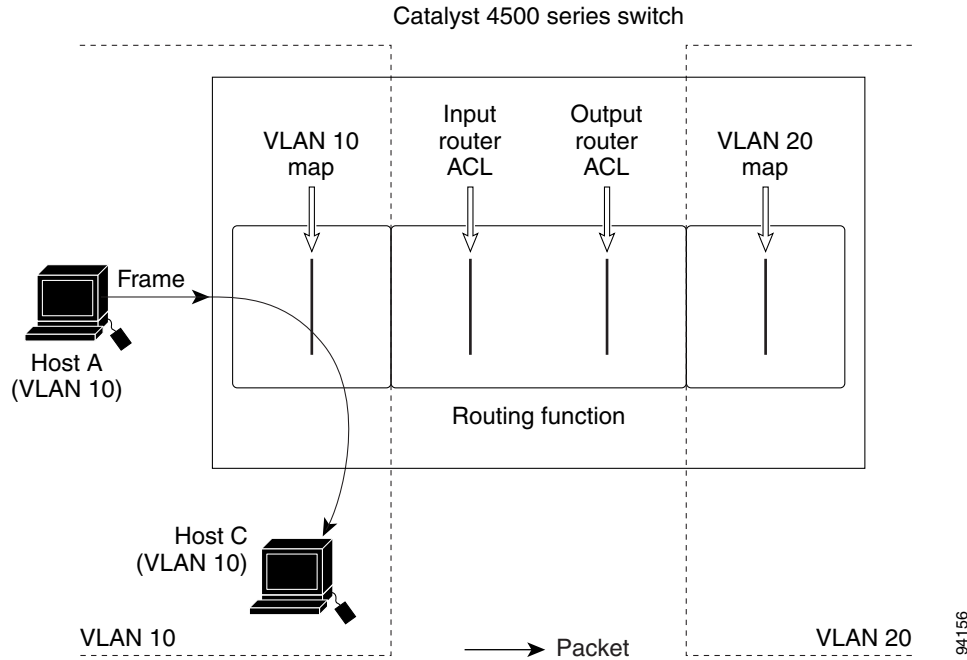 Catalyst 4500 series switch
VLAN 10
map
Input
router
ACL
Output
router
ACL
VLAN 20
map
Frame
Host A
(VLAN 10)
Routing function
Host C
(VLAN 10)
VLAN 10
Packet
VLAN 20
94156